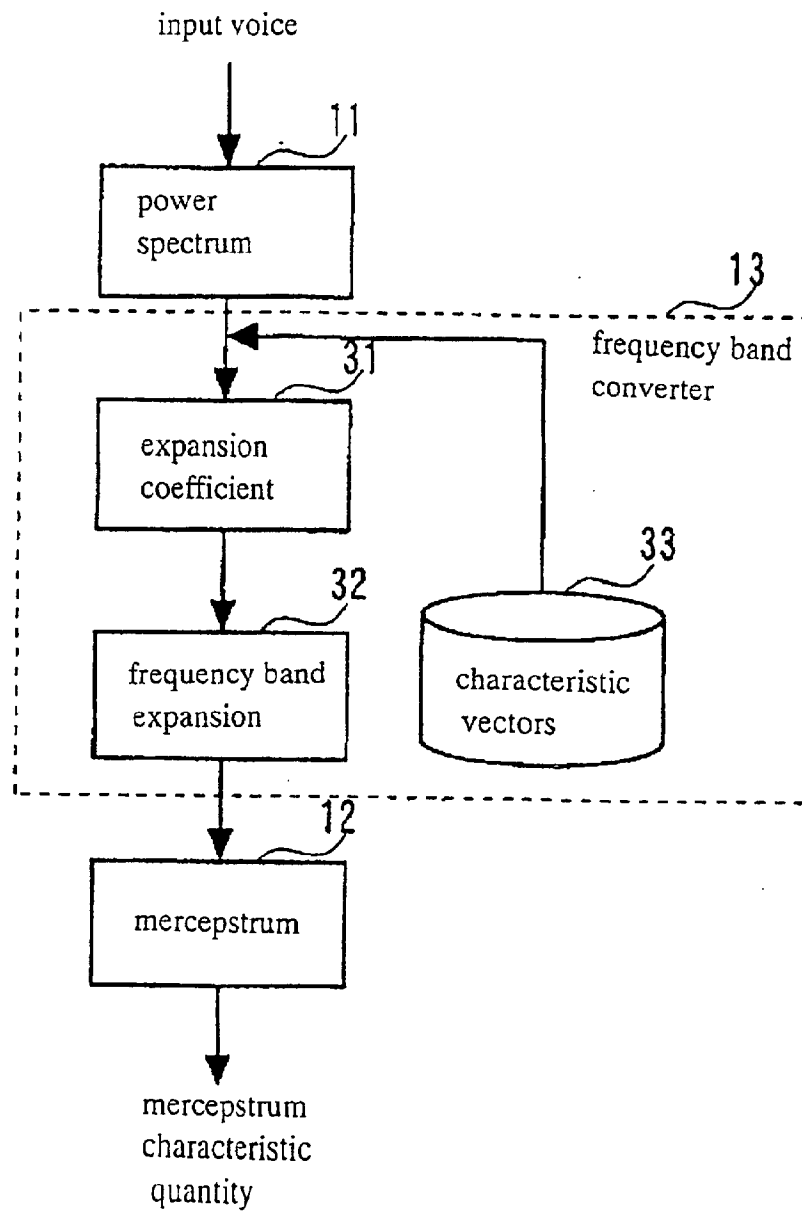 input voice
11
power
spectrum
13
frequency band
converter
31
expansion
coefficient
33
32
frequency band
expansion
characteristic
vectors
12
mercepstrum
mercepstrum
characteristic
quantity